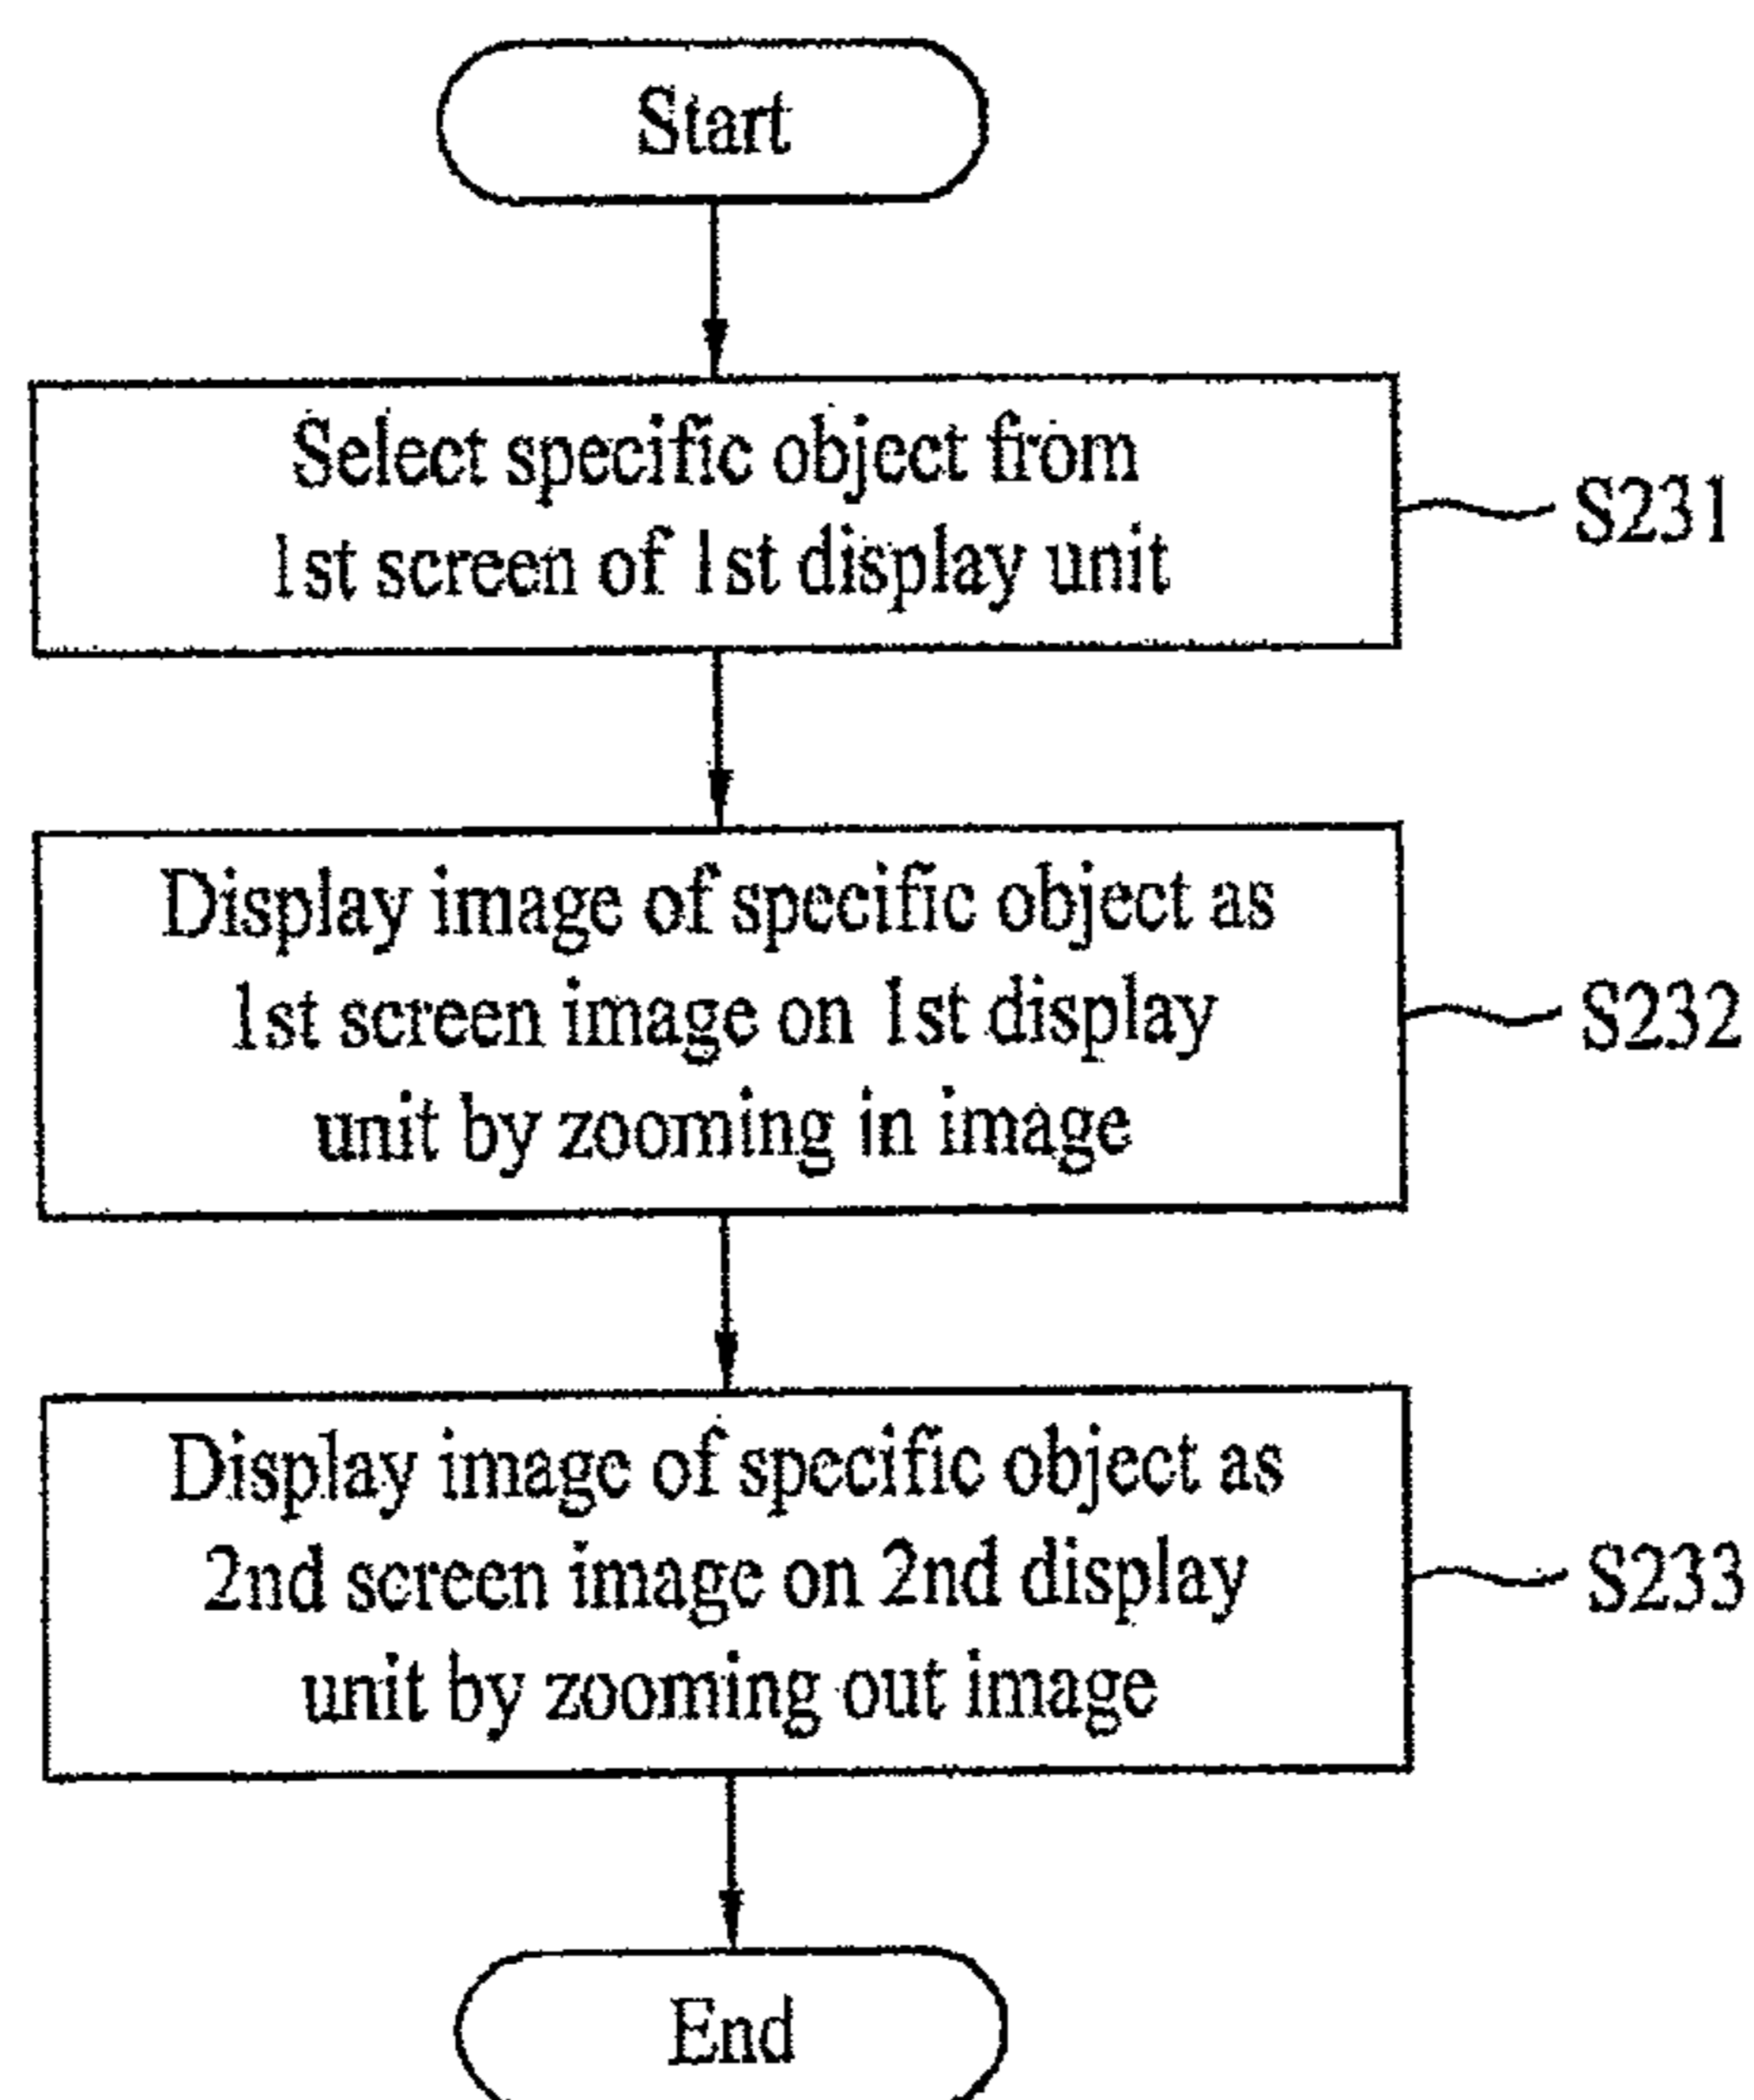 Start
Select specific object from
1st screen of 1st display unit
S231
Display image of specific object as
1st screen image on 1st display
unit by zooming in image
S232
Display image of specific object as
2nd screen image on 2nd display
unit by zooming out image
S233
End